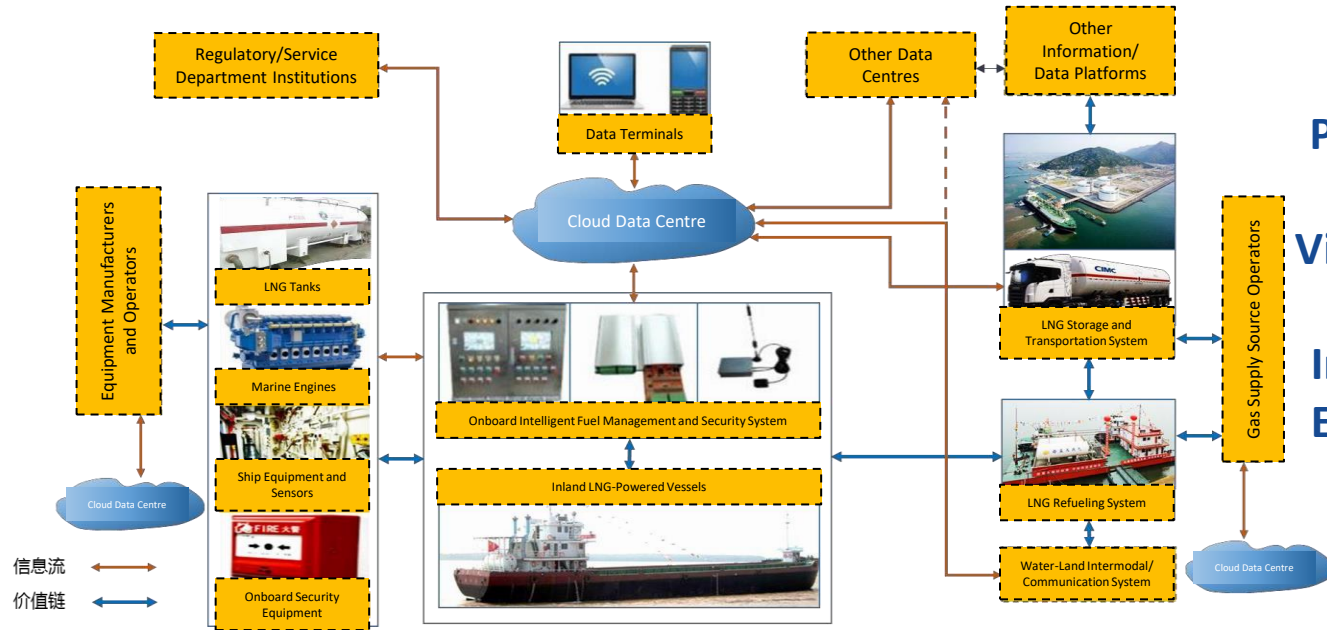 Regulatory/Service
Department Institutions
Data Terminals
Other Data
Centres
Other
Information/
Data Platforms
Cloud Data Centre
Equipment Manufacturers
and Operators
LNG Tanks
Marine Engines
Ship Equipment and
Sensors
FIRE 火警
Onboard Security
Equipment
Cloud Data Centre
信息流
价值链
Onboard Intelligent Fuel Management and Security System
Inland LNG-Powered Vessels
CIMC
LNG Storage and
Transportation System
LNG Refueling System
Water-Land Intermodal/
Communication System
Gas Supply Source Operators
Cloud Data Centre
P
Vi
E